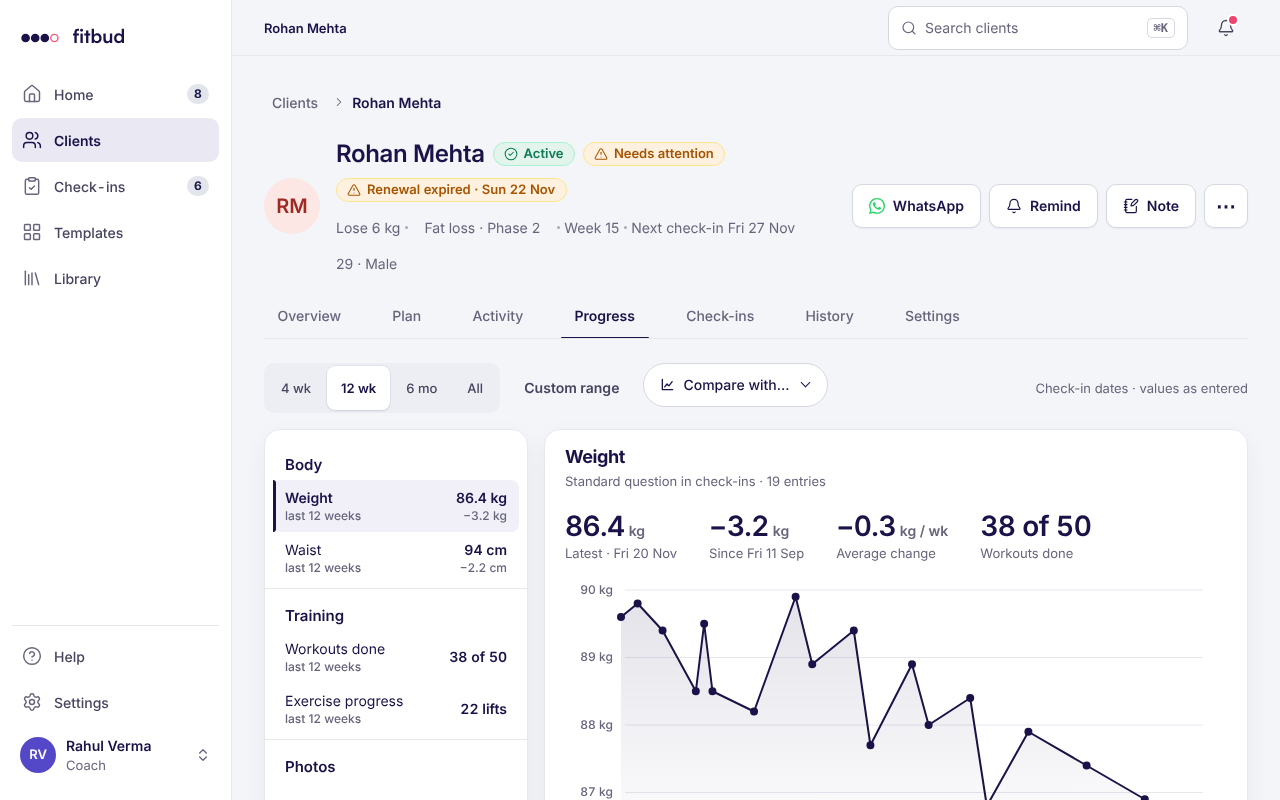 fitbud
Home 8
Clients
Check-ins 6
Templates
Library
Help
Settings
RV
Rahul Verma
Coach
Rohan Mehta
Search clients ⌘K
Clients > Rohan Mehta
RM
Rohan Mehta Active Needs attention
Renewal expired · Sun 22 Nov
Lose 6 kg · Fat loss · Phase 2 · Week 15 · Next check-in Fri 27 Nov
29 · Male
WhatsApp Remind Note ...
Overview Plan Activity Progress Check-ins History Settings
4 wk 12 wk 6 mo All Custom range Compare with... Check-in dates · values as entered
Body
Weight 86.4 kg
last 12 weeks −3.2 kg
Waist 94 cm
last 12 weeks −2.2 cm
Training
Workouts done 38 of 50
last 12 weeks
Exercise progress 22 lifts
last 12 weeks
Photos
Weight
Standard question in check-ins · 19 entries
86.4 kg −3.2 kg −0.3 kg / wk 38 of 50
Latest · Fri 20 Nov Since Fri 11 Sep Average change Workouts done
90 kg
89 kg
88 kg
87 kg